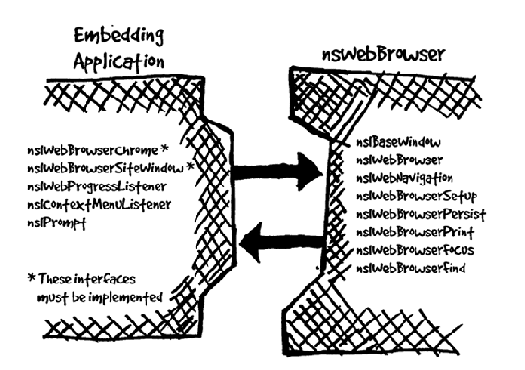 Embedding
Application
nsIWebBrowserChrome *
nsIWebBrowserSiteWindow *
nsIWebProgressListener
nsIContextMenuListener
nsIPrompt
* These interfaces
must be implemented
nsWebBrowser
nsIBaseWindow
nsIWebBrowser
nsIWebNavigation
nsIWebBrowserSetup
nsIWebBrowserPersist
nsIWebBrowserPrint
nsIWebBrowserFocus
nsIWebBrowserFind